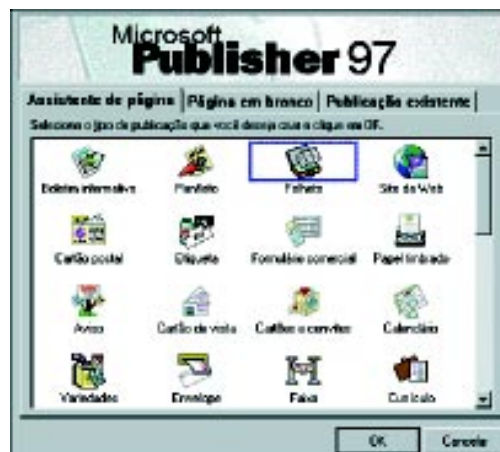 Microsoft
Publisher 97
Assistente de página Página em branco Publicação existente
Selecione o tipo de publicação que você deseja criar e clique em OK.
Boletim informativo Panfleto Folheto Site da Web
Cartão postal Etiqueta Formulário comercial Papel timbrado
Aviso Cartão de visita Cartões e convites Calendário
Variedades Envelope Faixa Currículo
OK Cancela